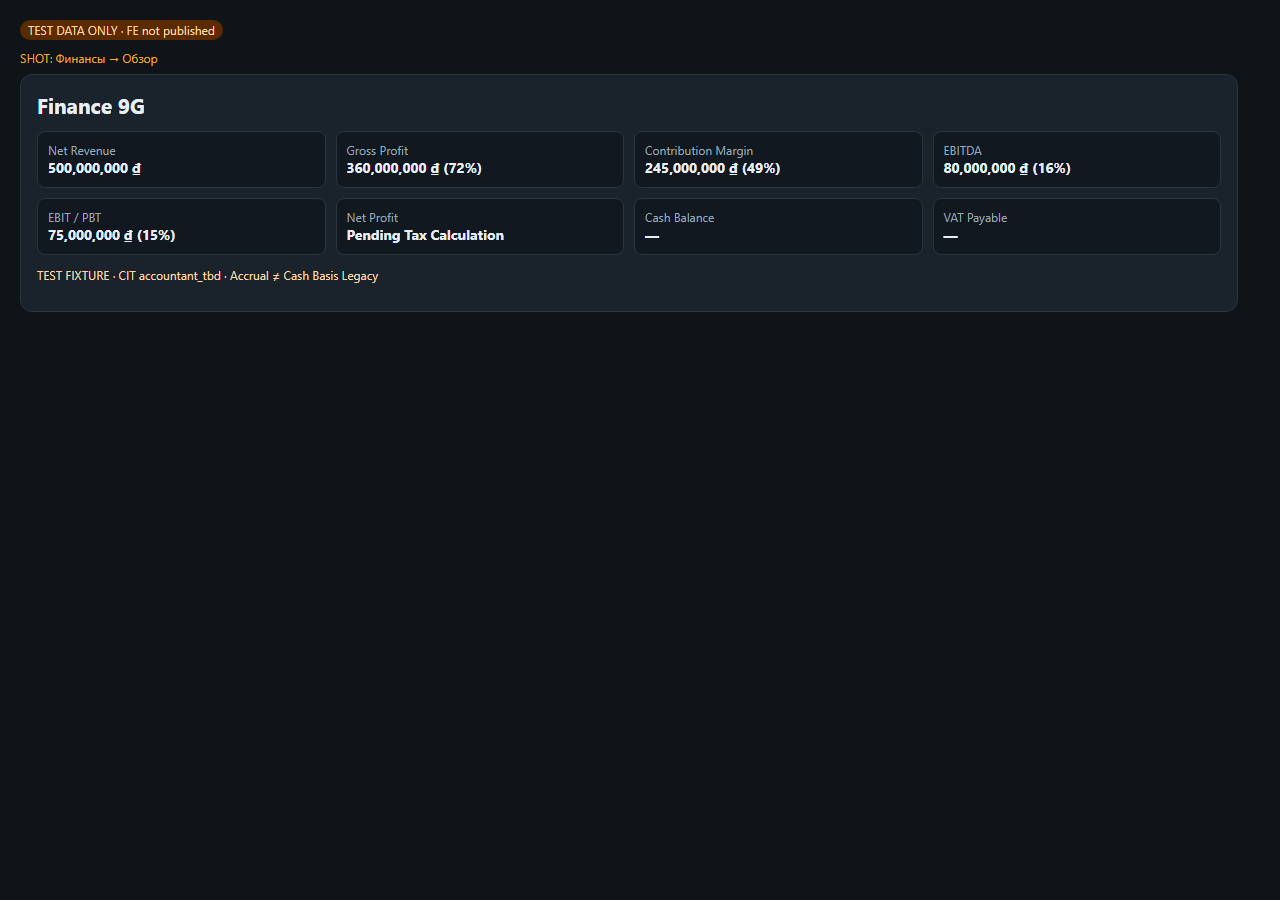 TEST DATA ONLY · FE not published
SHOT: Финансы → Обзор
Finance 9G
Net Revenue
500,000,000 ₫
Gross Profit
360,000,000 ₫ (72%)
Contribution Margin
245,000,000 ₫ (49%)
EBITDA
80,000,000 ₫ (16%)
EBIT / PBT
75,000,000 ₫ (15%)
Net Profit
Pending Tax Calculation
Cash Balance
—
VAT Payable
—
TEST FIXTURE · CIT accountant_tbd · Accrual ≠ Cash Basis Legacy